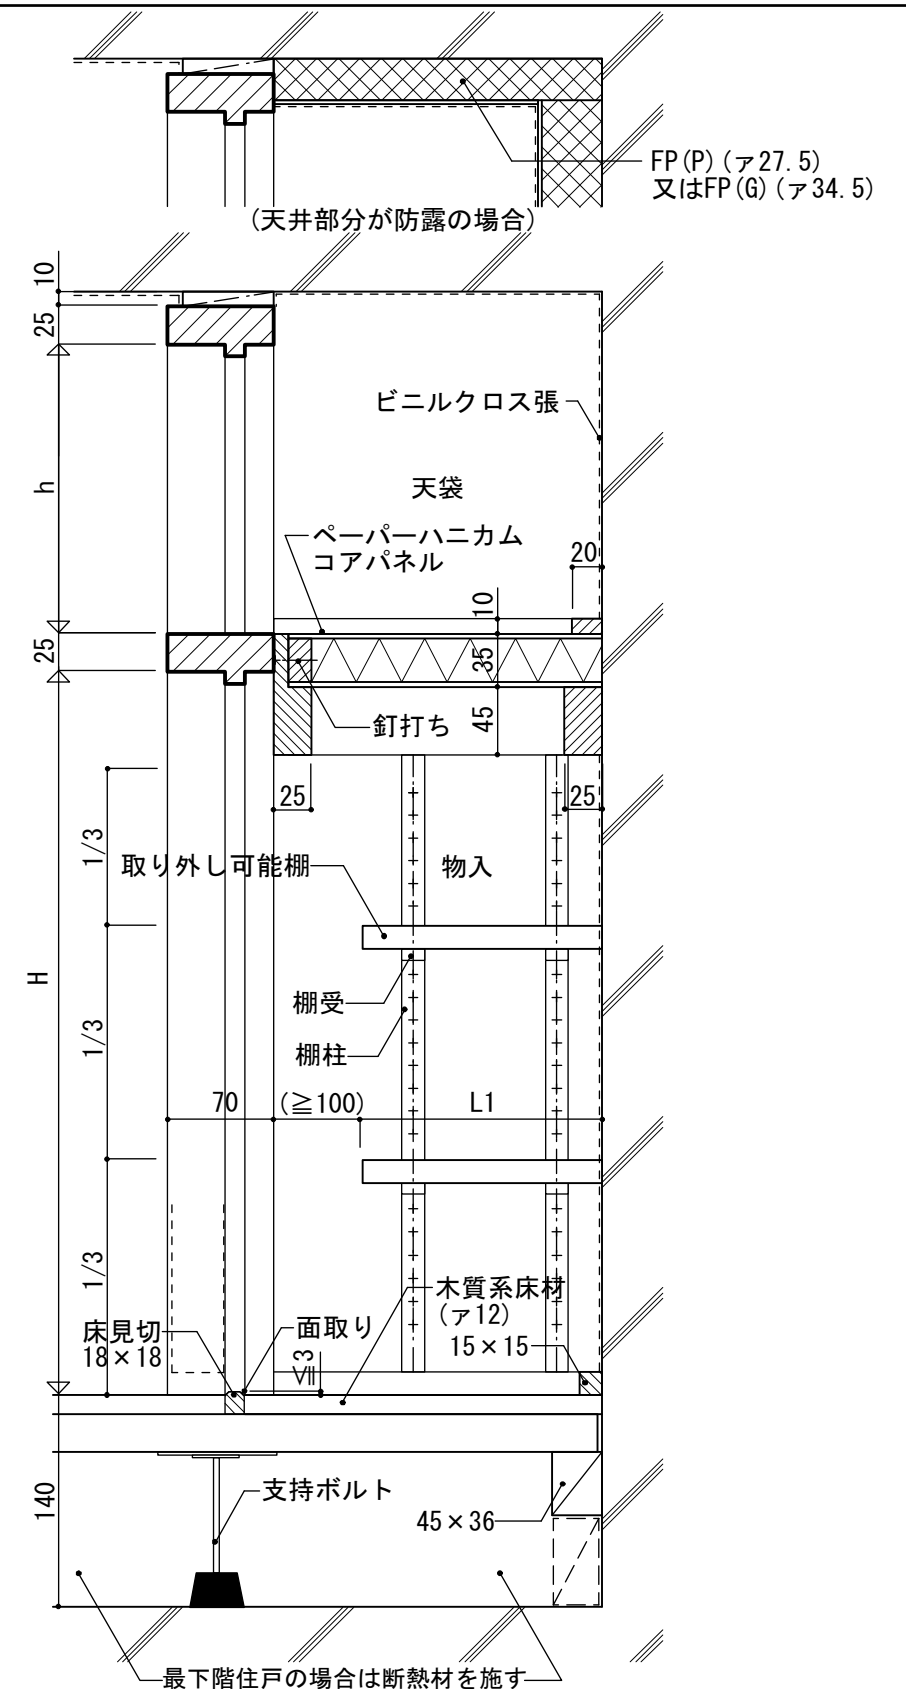 FP(P)(ア27.5)
又はFP(G)(ア34.5)
(天井部分が防露の場合)
10
25
ビニルクロス張
h
天袋
ペーパーハニカム
コアパネル
20
10
25
35
釘打ち
45
25
25
1/3
取り外し可能棚
物入
H
棚受
1/3
棚柱
70
(≧100)
L1
1/3
木質系床材
(ア12)
床見切
18×18
面取り
≦3
15×15
140
支持ボルト
45×36
最下階住戸の場合は断熱材を施す